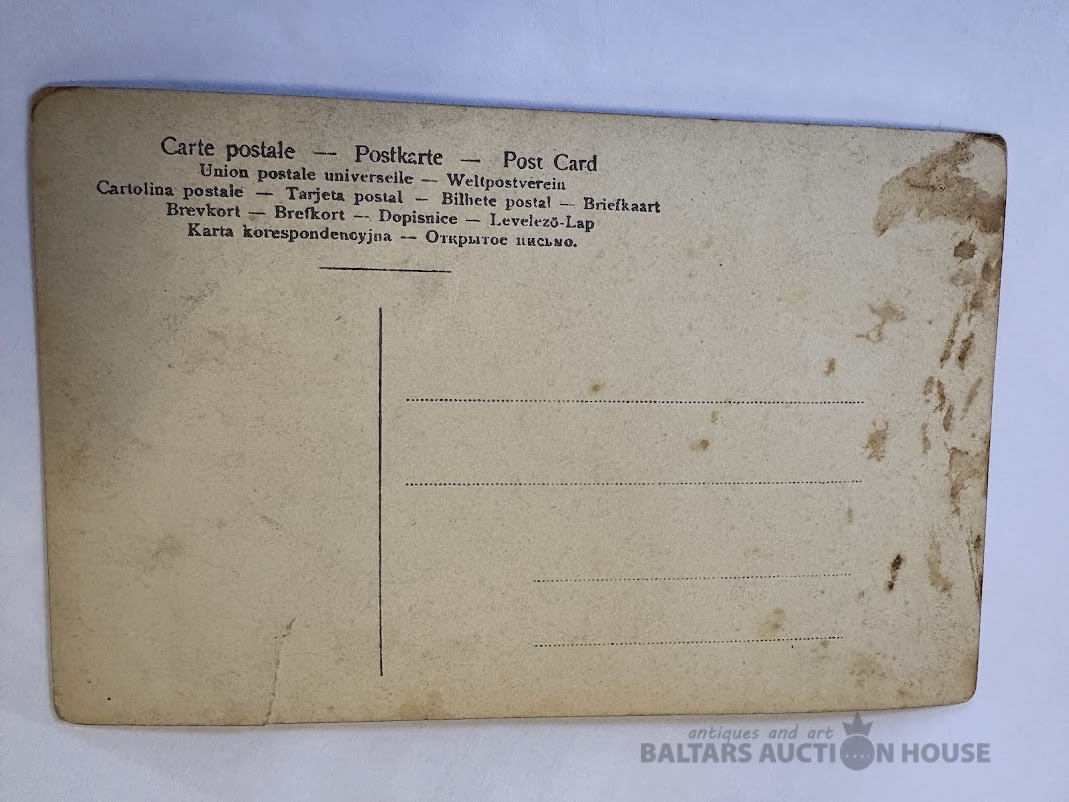 Carte postale — Postkarte — Post Card
Union postale universelle — Weltpostverein
Cartolina postale — Tarjeta postal — Bilhete postal — Briefkaart
Brevkort — Brefkort — Dopisnice — Levelező-Lap
Karta korespondencyjna — Открытое письмо.
antiques and art
BALTARS AUCTION HOUSE